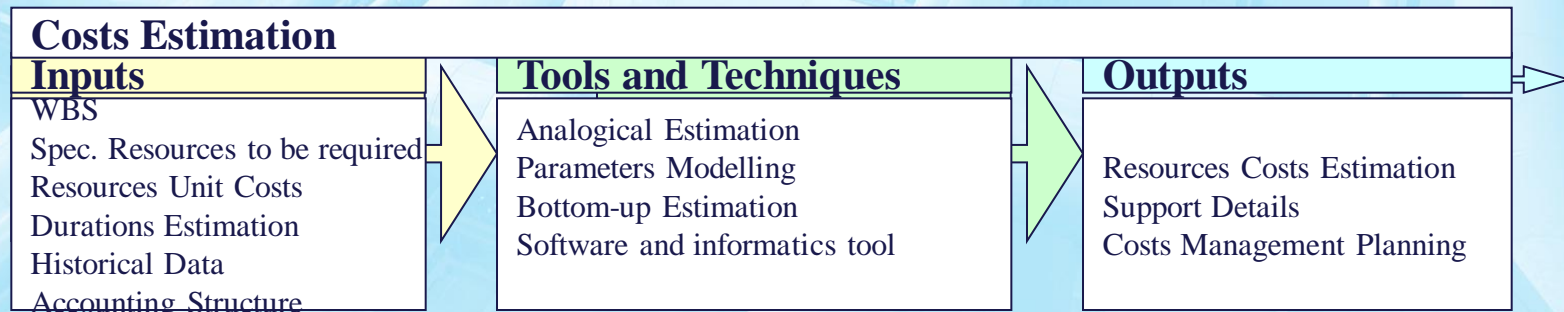 Costs Estimation
Inputs
WBS
Spec. Resources to be required
Resources Unit Costs
Durations Estimation
Historical Data
Accounting Structure
Tools and Techniques
Analogical Estimation
Parameters Modelling
Bottom-up Estimation
Software and informatics tool
Outputs
Resources Costs Estimation
Support Details
Costs Management Planning